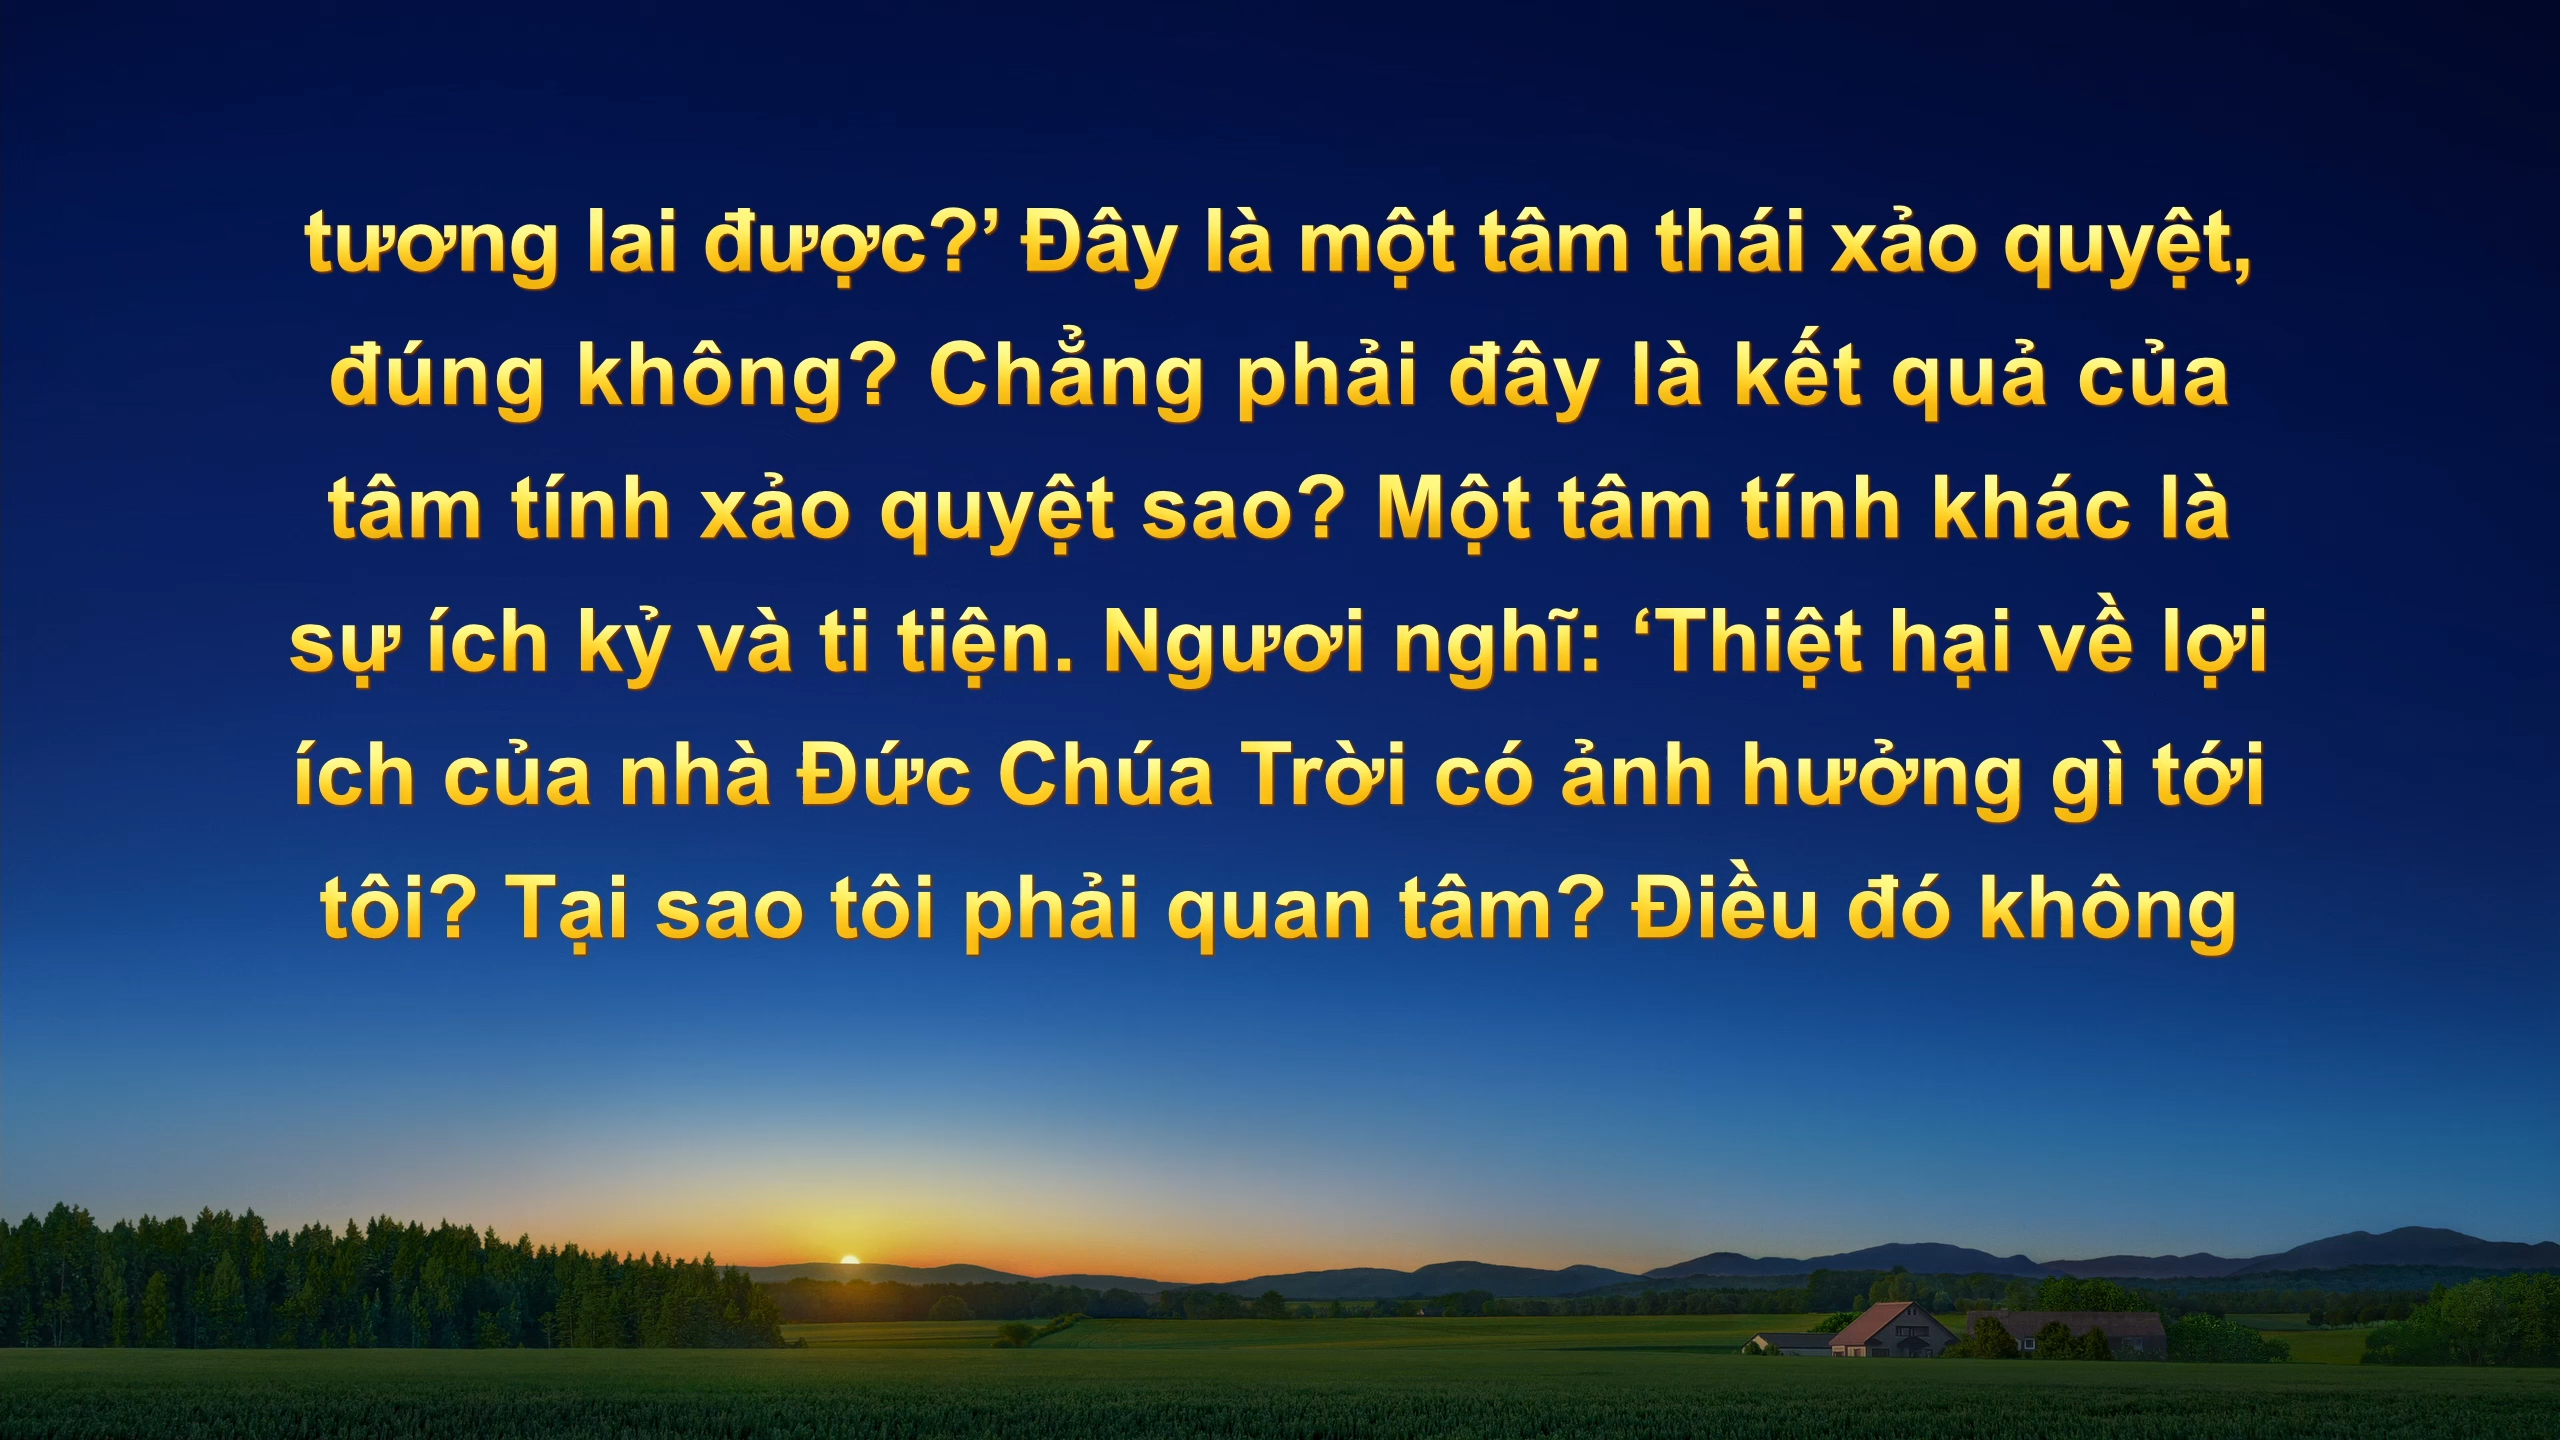 tương lai được?’ Đây là một tâm thái xảo quyệt,
đúng không? Chẳng phải đây là kết quả của
tâm tính xảo quyệt sao? Một tâm tính khác là
sự ích kỷ và ti tiện. Ngươi nghĩ: ‘Thiệt hại về lợi
ích của nhà Đức Chúa Trời có ảnh hưởng gì tới
tôi? Tại sao tôi phải quan tâm? Điều đó không